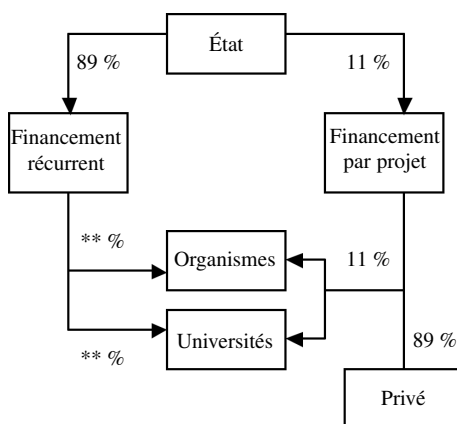 État
89 %
11 %
Financement
récurrent
Financement
par projet
** %
Organismes
11 %
Universités
** %
89 %
Privé